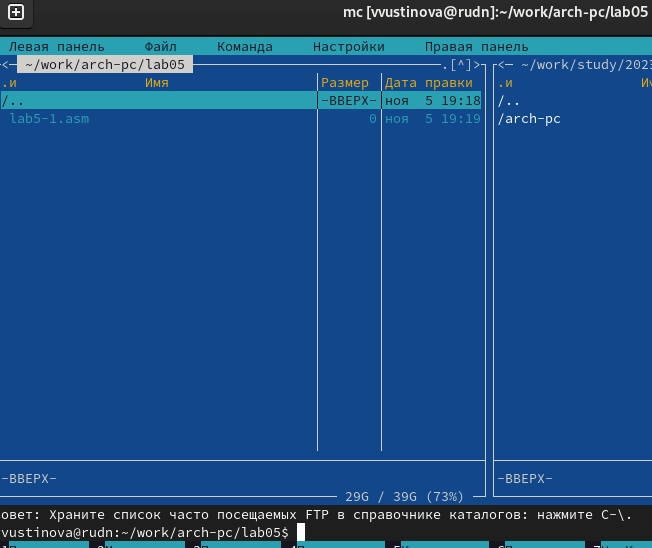 mc [vvustinova@rudn]:~/work/arch-pc/lab05
Левая панель Файл Команда Настройки Правая панель
<─ ~/work/arch-pc/lab05 ─.[^]>┐ ┌<─ ~/work/study/2023
.и Имя Размер Дата правки .и
/.. -ВВЕРХ- ноя 5 19:18 /..
lab5-1.asm 0 ноя 5 19:19 /arch-pc
-ВВЕРХ- -ВВЕРХ-
29G / 39G (73%)
овет: Храните список часто посещаемых FTP в справочнике каталогов: нажмите C-\.
vvustinova@rudn:~/work/arch-pc/lab05$